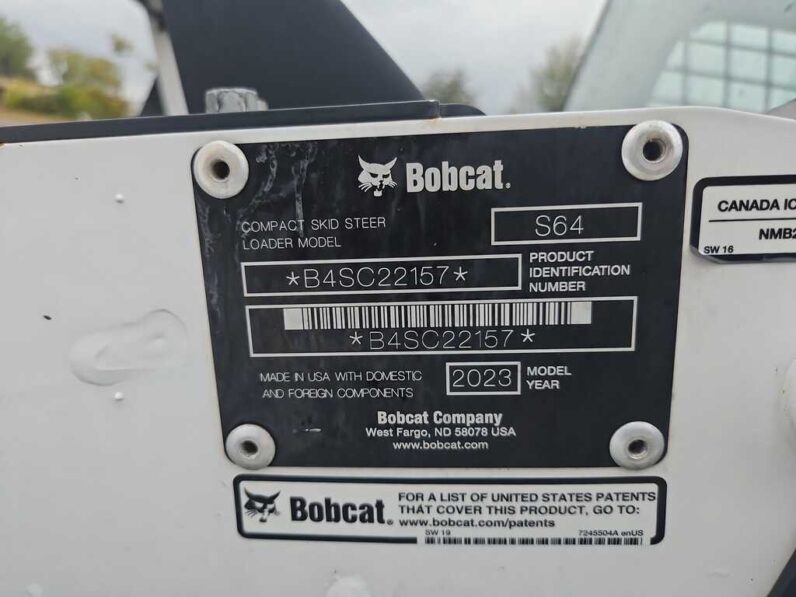 Bobcat.
COMPACT SKID STEER
LOADER MODEL
S64
*B4SC22157*
PRODUCT
IDENTIFICATION
NUMBER
*B4SC22157*
MADE IN USA WITH DOMESTIC
AND FOREIGN COMPONENTS
2023
MODEL
YEAR
Bobcat Company
West Fargo, ND 58078 USA
www.bobcat.com
CANADA IC
NMB2
SW 16
Bobcat.
FOR A LIST OF UNITED STATES PATENTS
THAT COVER THIS PRODUCT, GO TO:
www.bobcat.com/patents
SW 19
7245504A enUS